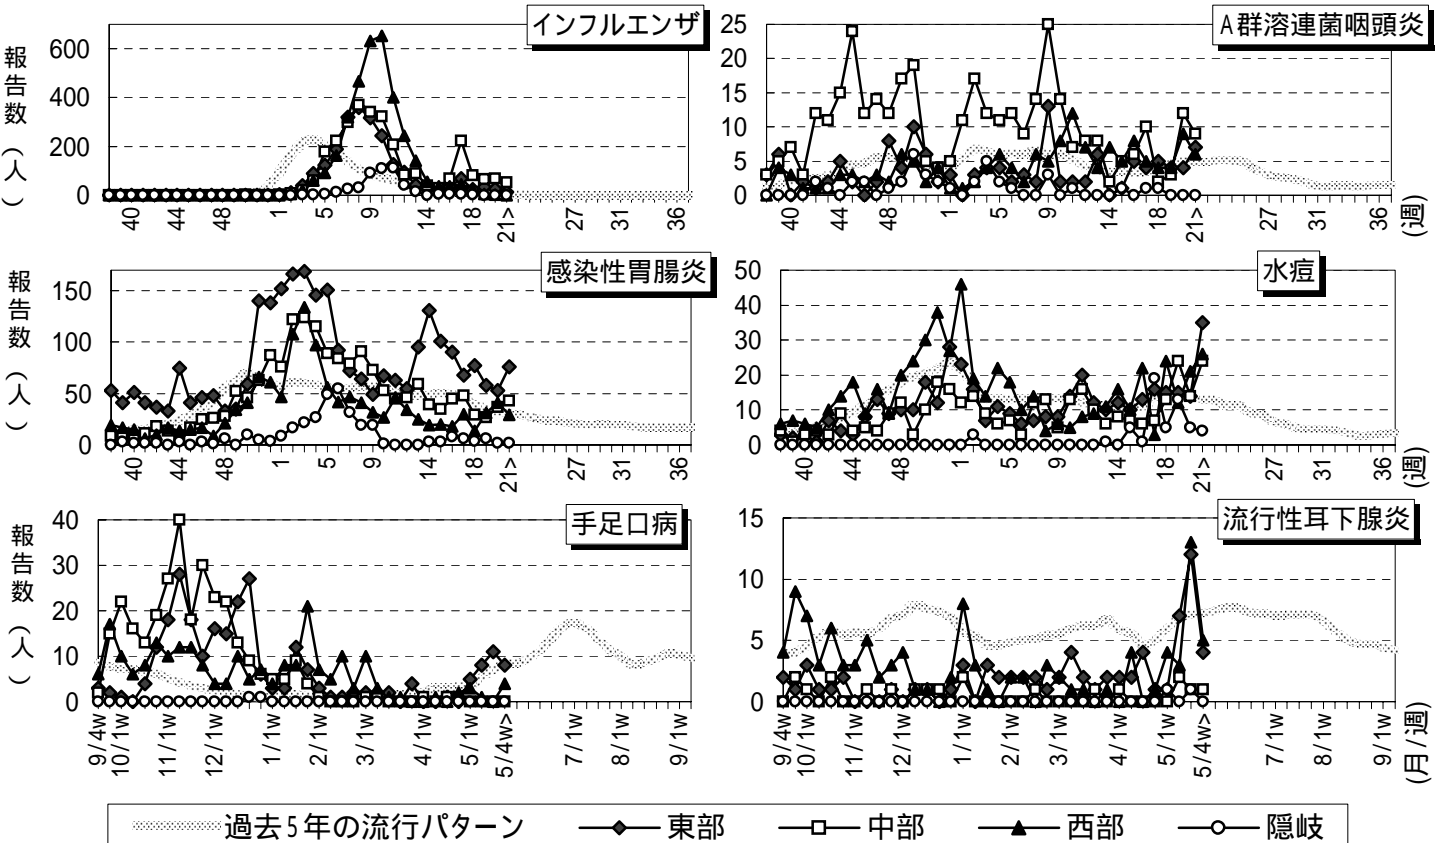 インフルエンザ
報告数（人）
600
400
200
0
40 44 48 1 5 9 14 21> 27 31 36
A群溶連菌咽頭炎
25
20
15
10
5
0
40 44 48 1 5 9 14 18 21> 27 31 36 (週)
感染性胃腸炎
報告数（人）
150
100
50
0
40 44 48 1 5 9 14 21> 27 31 36
水痘
50
40
30
20
10
0
40 44 48 1 5 9 14 18 21> 27 31 36 (週)
手足口病
報告数（人）
40
30
20
10
0
9/4w 10/1w 11/1w 12/1w 1/1w 2/1w 3/1w 4/1w 5/1w 5/4w> 7/1w 8/1w 9/1w
流行性耳下腺炎
15
10
5
0
9/4w 10/1w 11/1w 12/1w 1/1w 2/1w 3/1w 4/1w 5/1w 5/4w> 7/1w 8/1w 9/1w (月/週)
過去5年の流行パターン 東部 中部 西部 隠岐